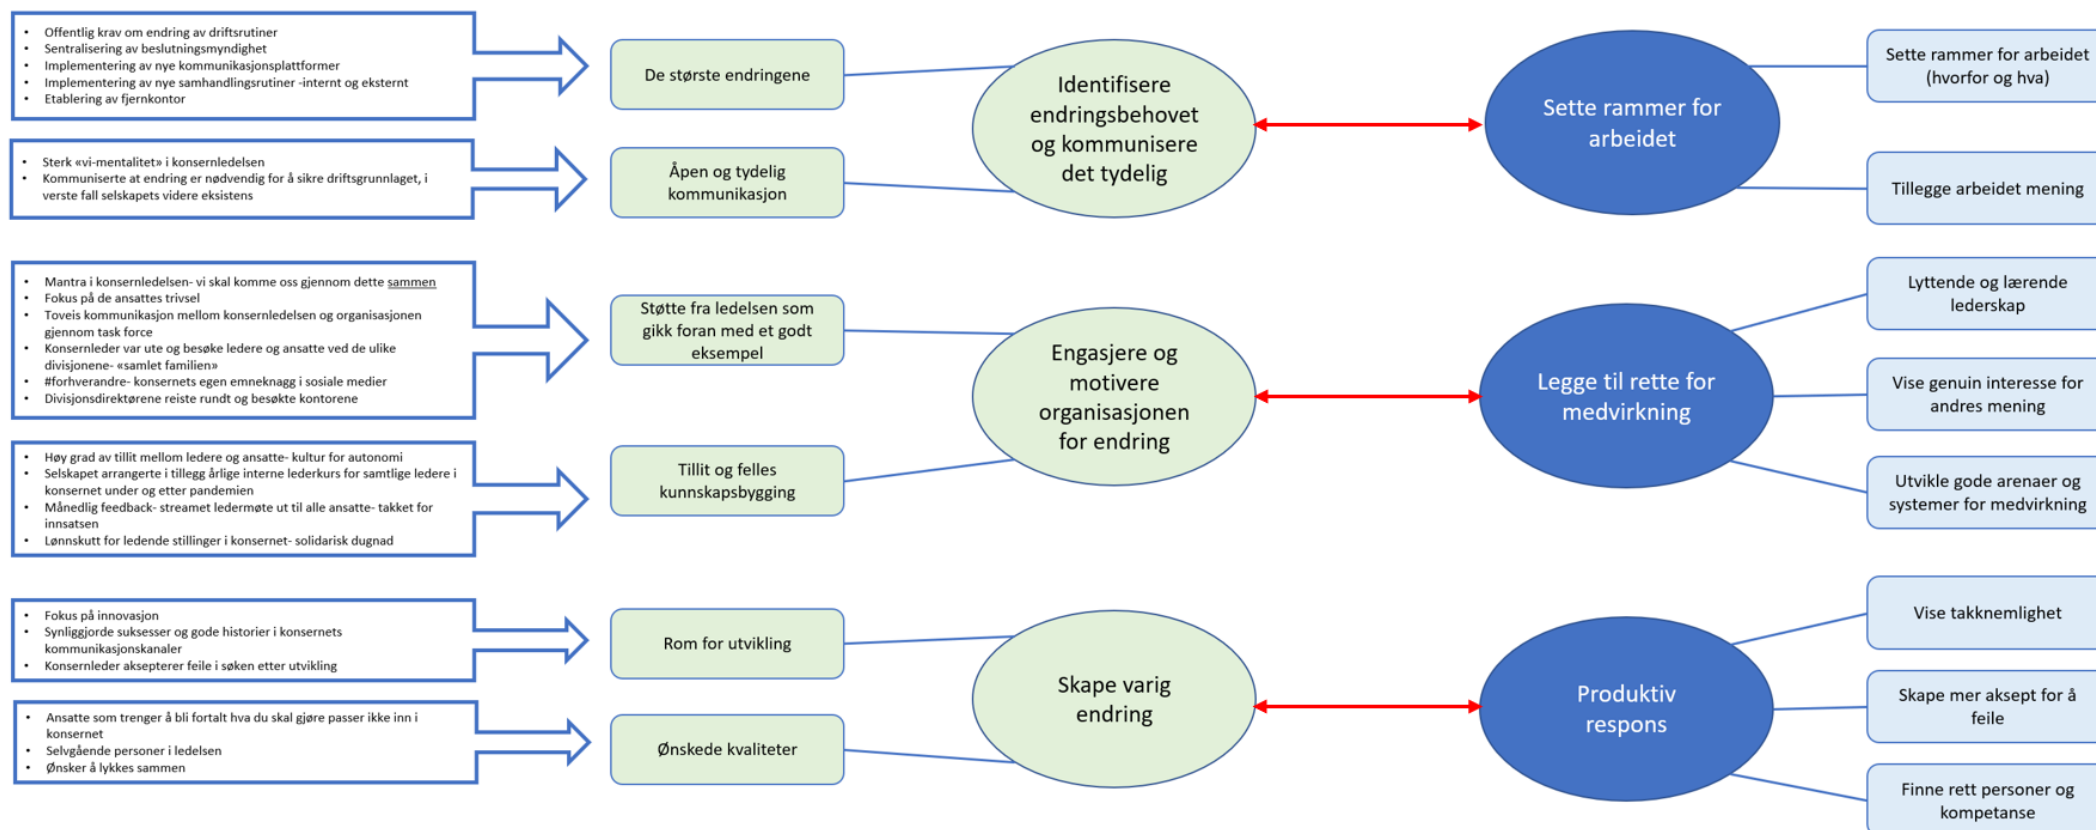 • Offentlig krav om endring av driftsrutiner
• Sentralisering av beslutningsmyndighet
• Implementering av nye kommunikasjonsplattformer
• Implementering av nye samhandlingsrutiner -internt og eksternt
• Etablering av fjernkontor
De største endringene
• Sterk «vi-mentalitet» i konsernledelsen
• Kommuniserte at endring er nødvendig for å sikre driftsgrunnlaget, i
verste fall selskapets videre eksistens
Åpen og tydelig
kommunikasjon
Identifisere
endringsbehovet
og kommunisere
det tydelig
Sette rammer for
arbeidet
Sette rammer for arbeidet
(hvorfor og hva)
Tillegge arbeidet mening
• Mantra i konsernledelsen- vi skal komme oss gjennom dette sammen
• Fokus på de ansattes trivsel
• Toveis kommunikasjon mellom konsernledelsen og organisasjonen
gjennom task force
• Konsernleder var ute og besøke ledere og ansatte ved de ulike
divisjonene- «samlet familien»
• #forhverandre- konsernets egen emneknagg i sosiale medier
• Divisjonsdirektørene reiste rundt og besøkte kontorene
Støtte fra ledelsen som
gikk foran med et godt
eksempel
• Høy grad av tillit mellom ledere og ansatte- kultur for autonomi
• Selskapet arrangerte i tillegg årlige interne lederkurs for samtlige ledere i
konsernet under og etter pandemien
• Månedlig feedback- streamet ledermøte ut til alle ansatte- takket for
innsatsen
• Lønnskutt for ledende stillinger i konsernet- solidarisk dugnad
Tillit og felles
kunnskapsbygging
Engasjere og
motivere
organisasjonen
for endring
Legge til rette for
medvirkning
Lyttende og lærende
lederskap
Vise genuin interesse for
andres mening
Utvikle gode arenaer og
systemer for medvirkning
• Fokus på innovasjon
• Synliggjorde suksesser og gode historier i konsernets
kommunikasjonskanaler
• Konsernleder aksepterer feile i søken etter utvikling
Rom for utvikling
• Ansatte som trenger å bli fortalt hva du skal gjøre passer ikke inn i
konsernet
• Selvgående personer i ledelsen
• Ønsker å lykkes sammen
Ønskede kvaliteter
Skape varig
endring
Produktiv
respons
Vise takknemlighet
Skape mer aksept for å
feile
Finne rett personer og
kompetanse